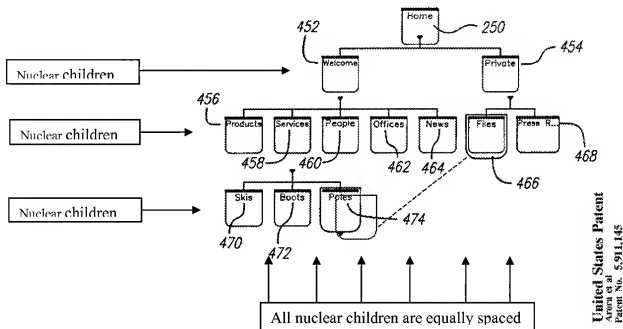 Home
250
452
454
Welcome
Private
Nuclear children
456
Products
Services
People
Offices
News
Files
Press R...
Nuclear children
458
460
462
464
466
468
Skis
Boots
Poles
Nuclear children
470
472
474
All nuclear children are equally spaced
United States Patent
Arora et al
Patent No. 5,911,145